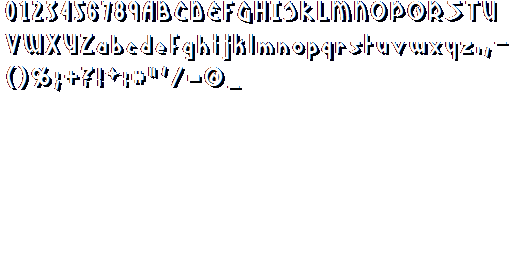 0123456789ABCDEFGHIJKLMNOPQRSTU
VWXYZabcdefghijklmnopqrstuvwxyz.,-
()%;+?!*:+"'/-@_